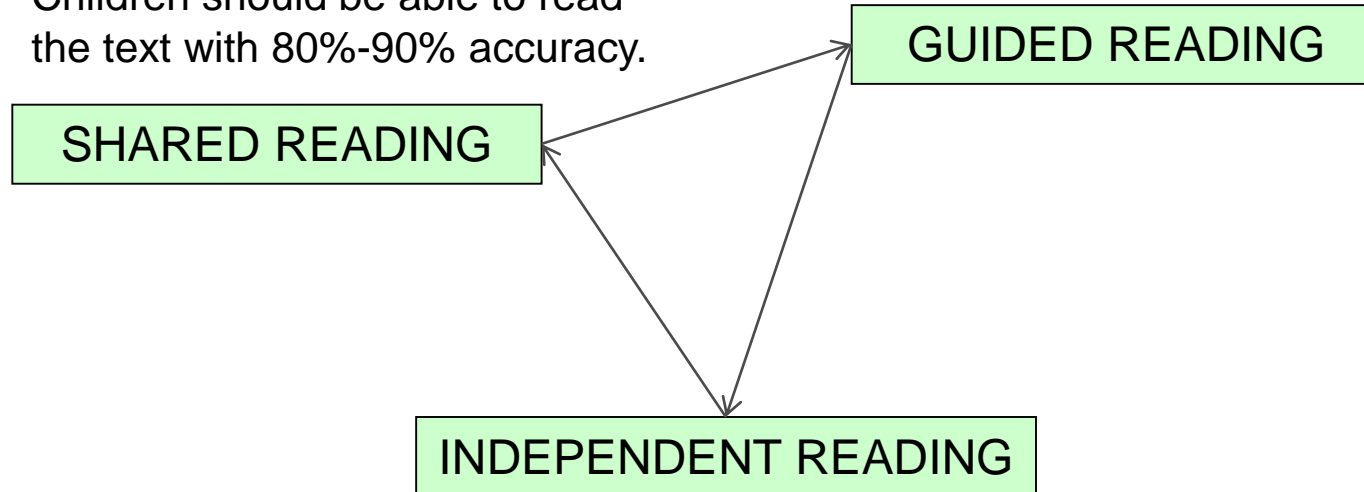 Children should be able to read
the text with 80%-90% accuracy.
GUIDED READING
SHARED READING
INDEPENDENT READING